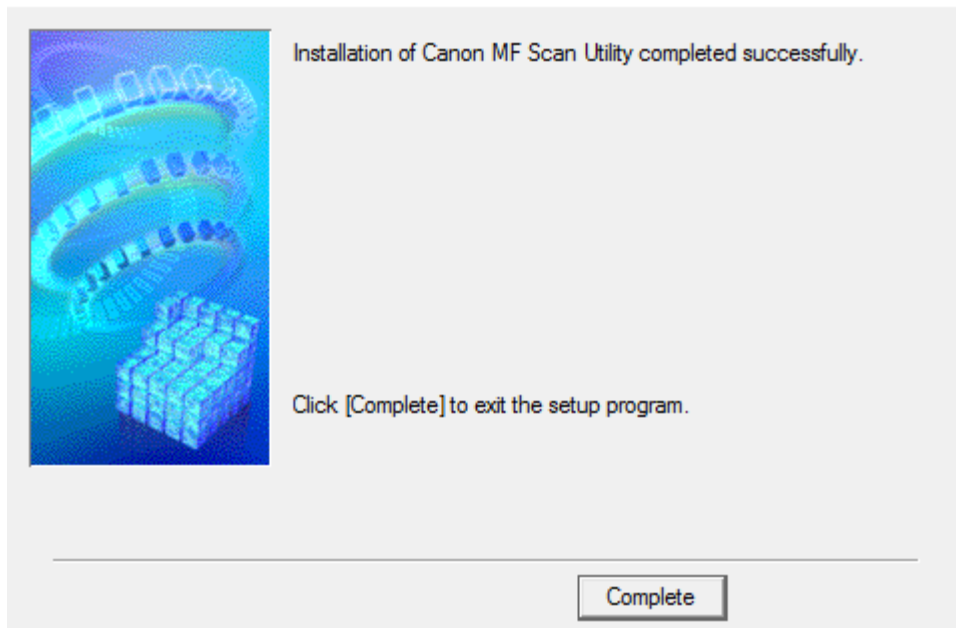 Installation of Canon MF Scan Utility completed successfully.
Click [Complete] to exit the setup program.
Complete